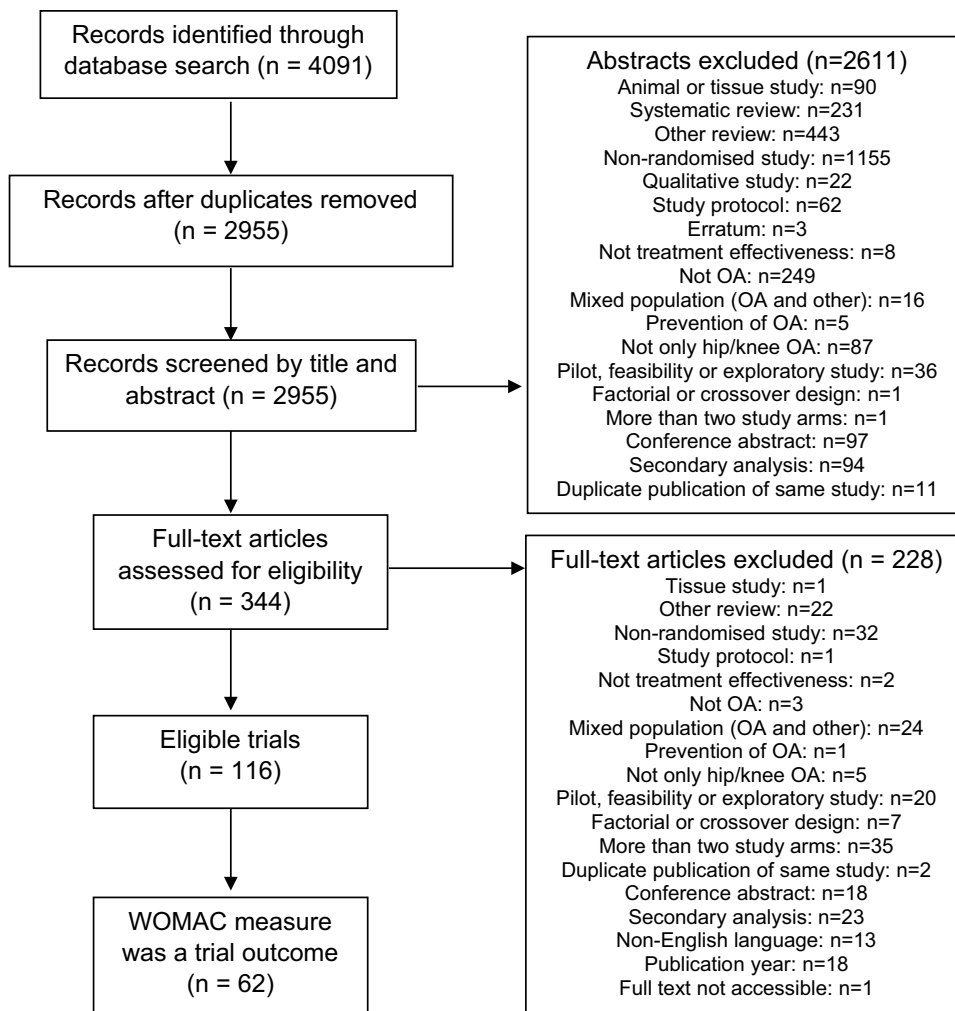 Records identified through
database search (n = 4091)
Records after duplicates removed
(n = 2955)
Records screened by title and
abstract (n = 2955)
Abstracts excluded (n=2611)
Animal or tissue study: n=90
Systematic review: n=231
Other review: n=443
Non-randomised study: n=1155
Qualitative study: n=22
Study protocol: n=62
Erratum: n=3
Not treatment effectiveness: n=8
Not OA: n=249
Mixed population (OA and other): n=16
Prevention of OA: n=5
Not only hip/knee OA: n=87
Pilot, feasibility or exploratory study: n=36
Factorial or crossover design: n=1
More than two study arms: n=1
Conference abstract: n=97
Secondary analysis: n=94
Duplicate publication of same study: n=11
Full-text articles
assessed for eligibility
(n = 344)
Full-text articles excluded (n = 228)
Tissue study: n=1
Other review: n=22
Non-randomised study: n=32
Study protocol: n=1
Not treatment effectiveness: n=2
Not OA: n=3
Mixed population (OA and other): n=24
Prevention of OA: n=1
Not only hip/knee OA: n=5
Pilot, feasibility or exploratory study: n=20
Factorial or crossover design: n=7
More than two study arms: n=35
Duplicate publication of same study: n=2
Conference abstract: n=18
Secondary analysis: n=23
Non-English language: n=13
Publication year: n=18
Full text not accessible: n=1
Eligible trials
(n = 116)
WOMAC measure
was a trial outcome
(n = 62)